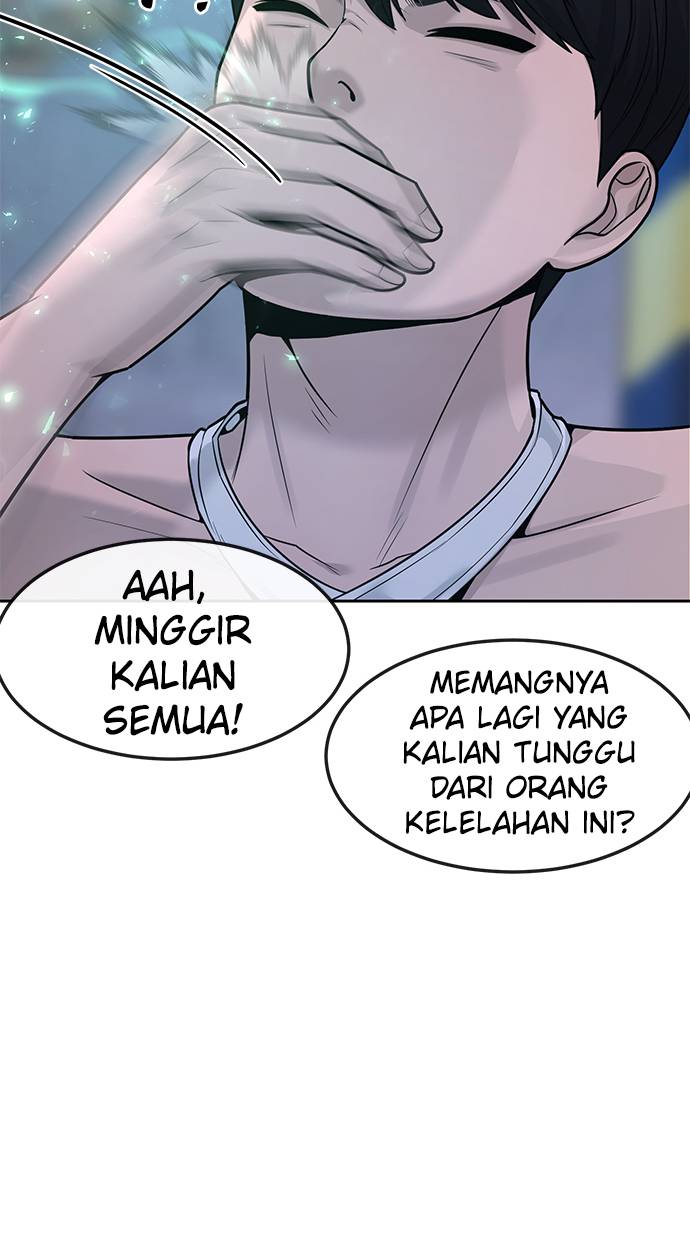 AAH,
MINGGIR
KALIAN
SEMUA!
MEMANGNYA
APA LAGI YANG
KALIAN TUNGGU
DARI ORANG
KELELAHAN INI?